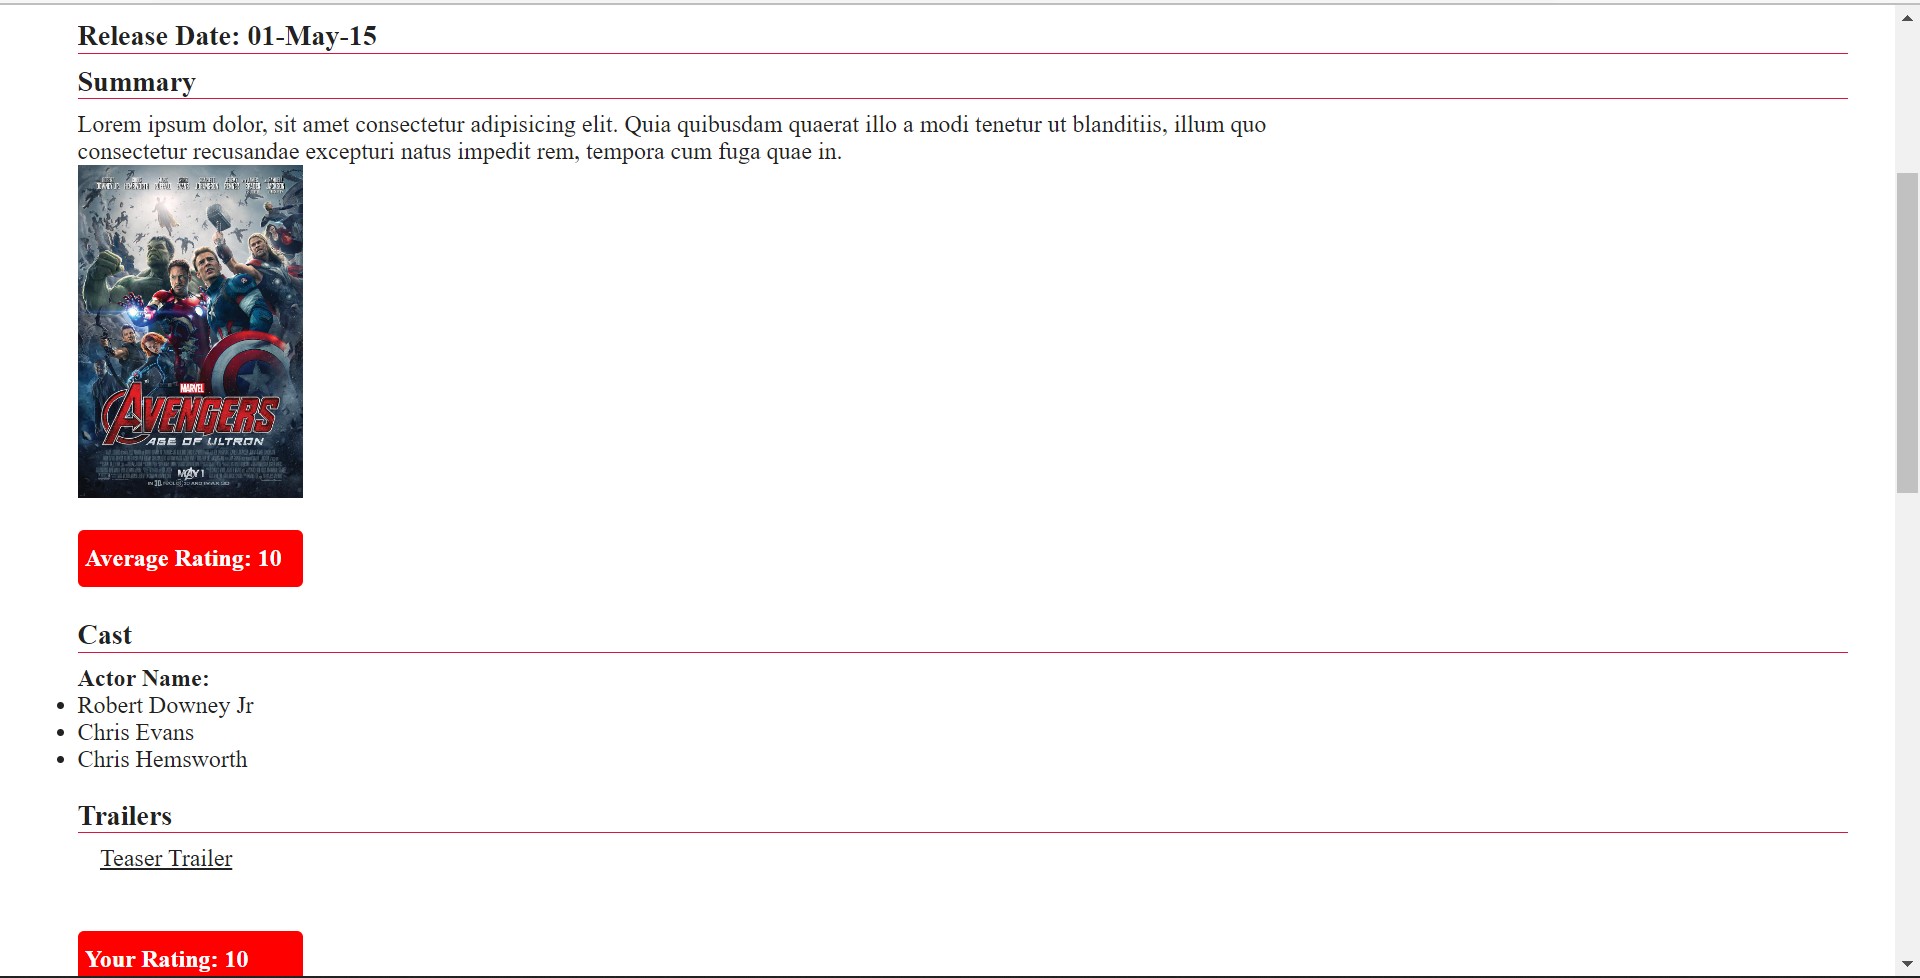 Release Date: 01-May-15
Summary
Lorem ipsum dolor, sit amet consectetur adipisicing elit. Quia quibusdam quaerat illo a modi tenetur ut blanditiis, illum quo
consectetur recusandae excepturi natus impedit rem, tempora cum fuga quae in.
MARVEL
AVENGERS
AGE OF ULTRON
MAY 1
Average Rating: 10
Cast
Actor Name:
Robert Downey Jr
Chris Evans
Chris Hemsworth
Trailers
Teaser Trailer
Your Rating: 10